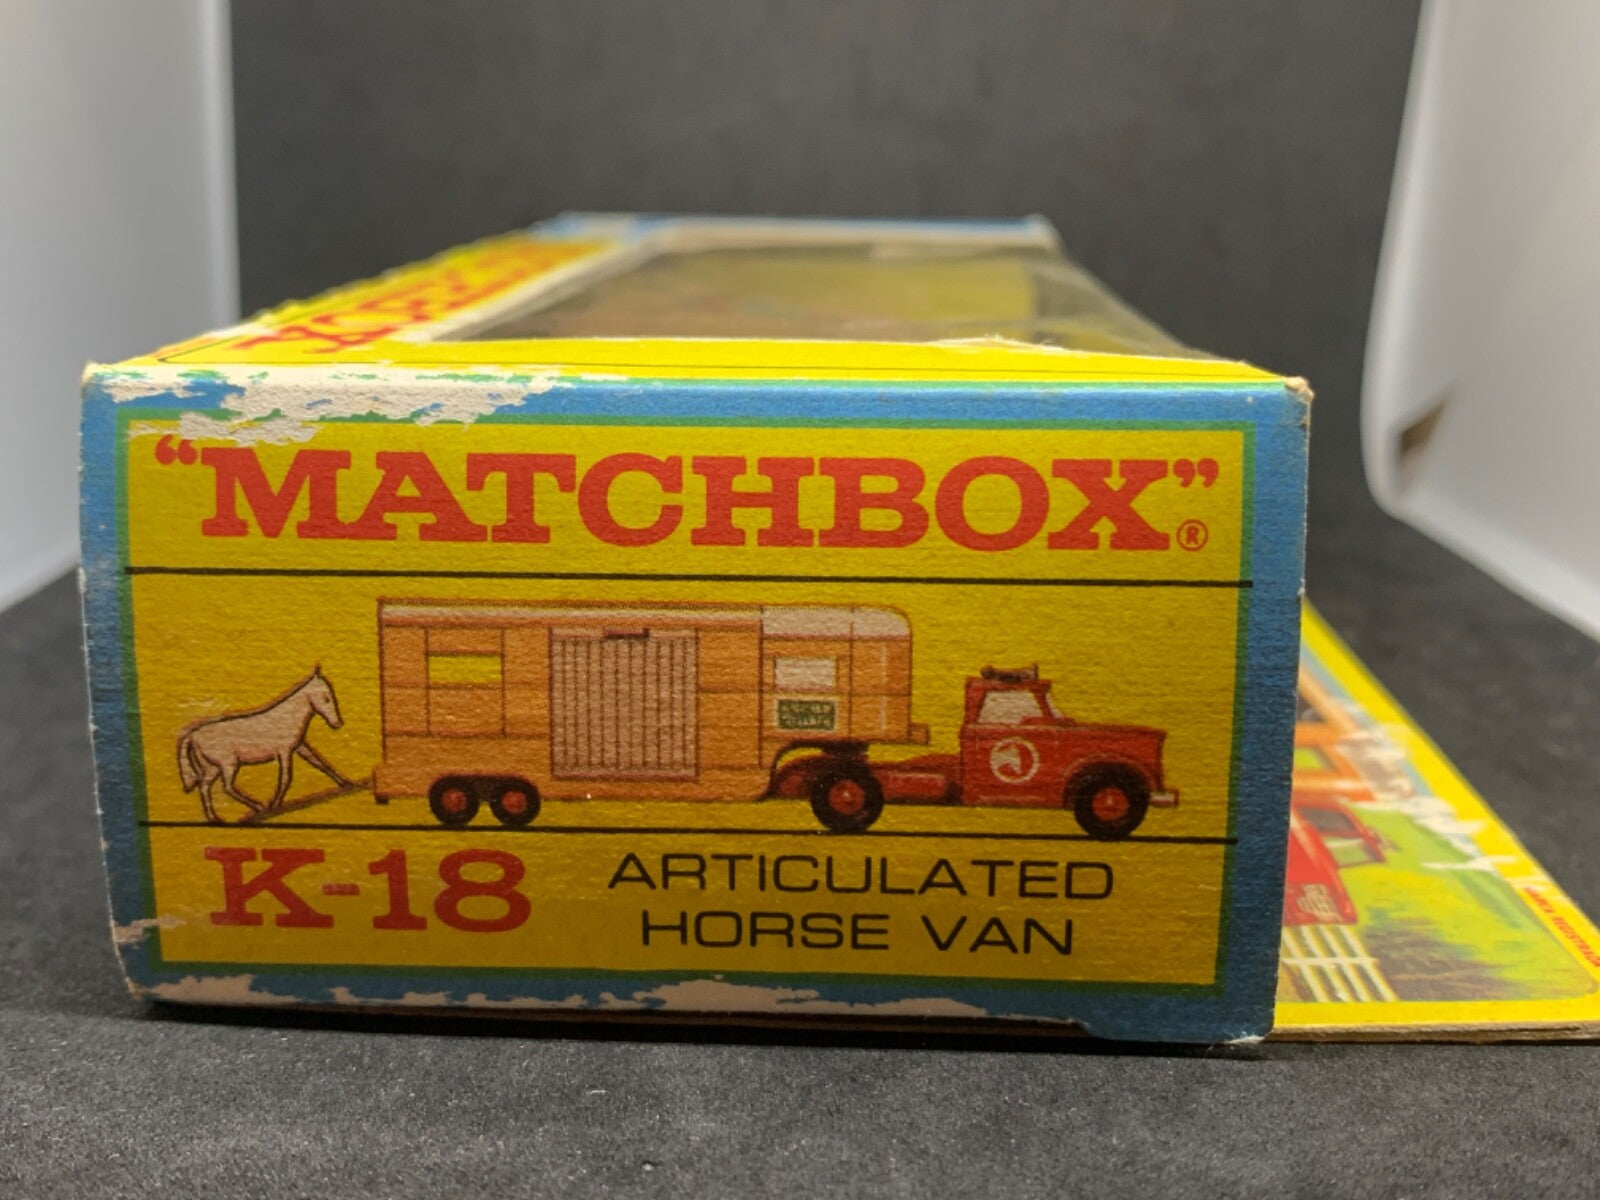 “MATCHBOX”®
K-18 ARTICULATED
HORSE VAN